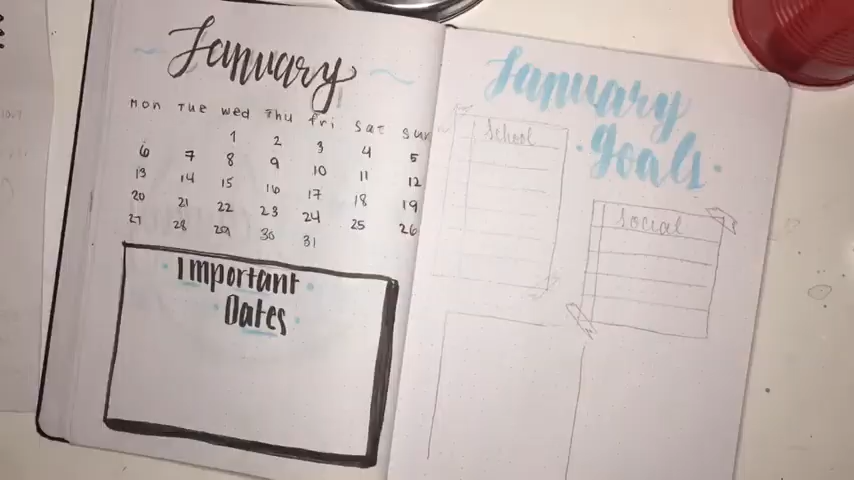 January
Mon Tue Wed Thu Fri Sat Sun
1 2 3 4 5
6 7 8 9 10 11 12
13 14 15 16 17 18 19
20 21 22 23 24 25 26
27 28 29 30 31
Important
Dates
January
Goals
School
Social